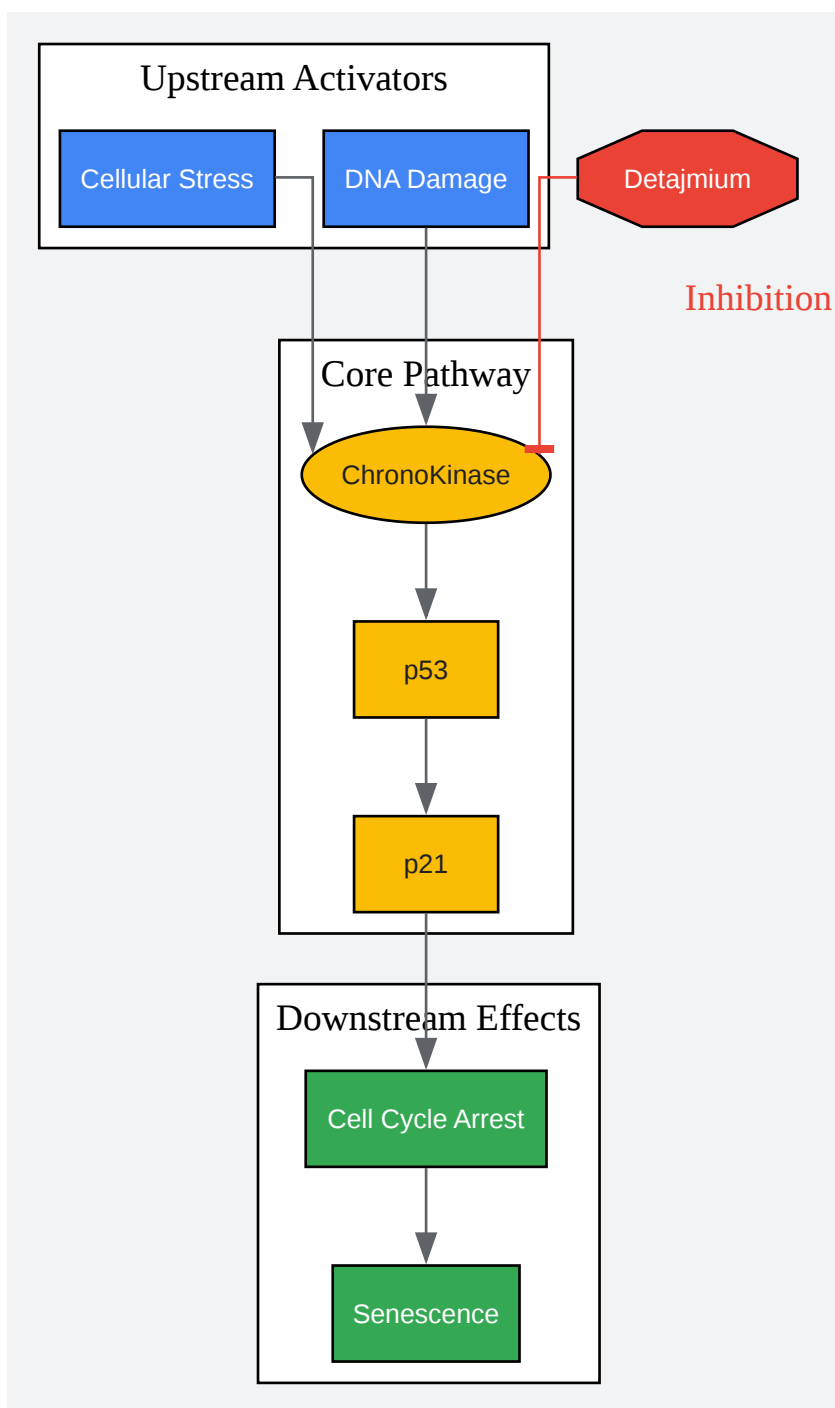 Upstream Activators
Cellular Stress
DNA Damage
Detajmium
Inhibition
Core Pathway
ChronoKinase
p53
p21
Downstream Effects
Cell Cycle Arrest
Senescence